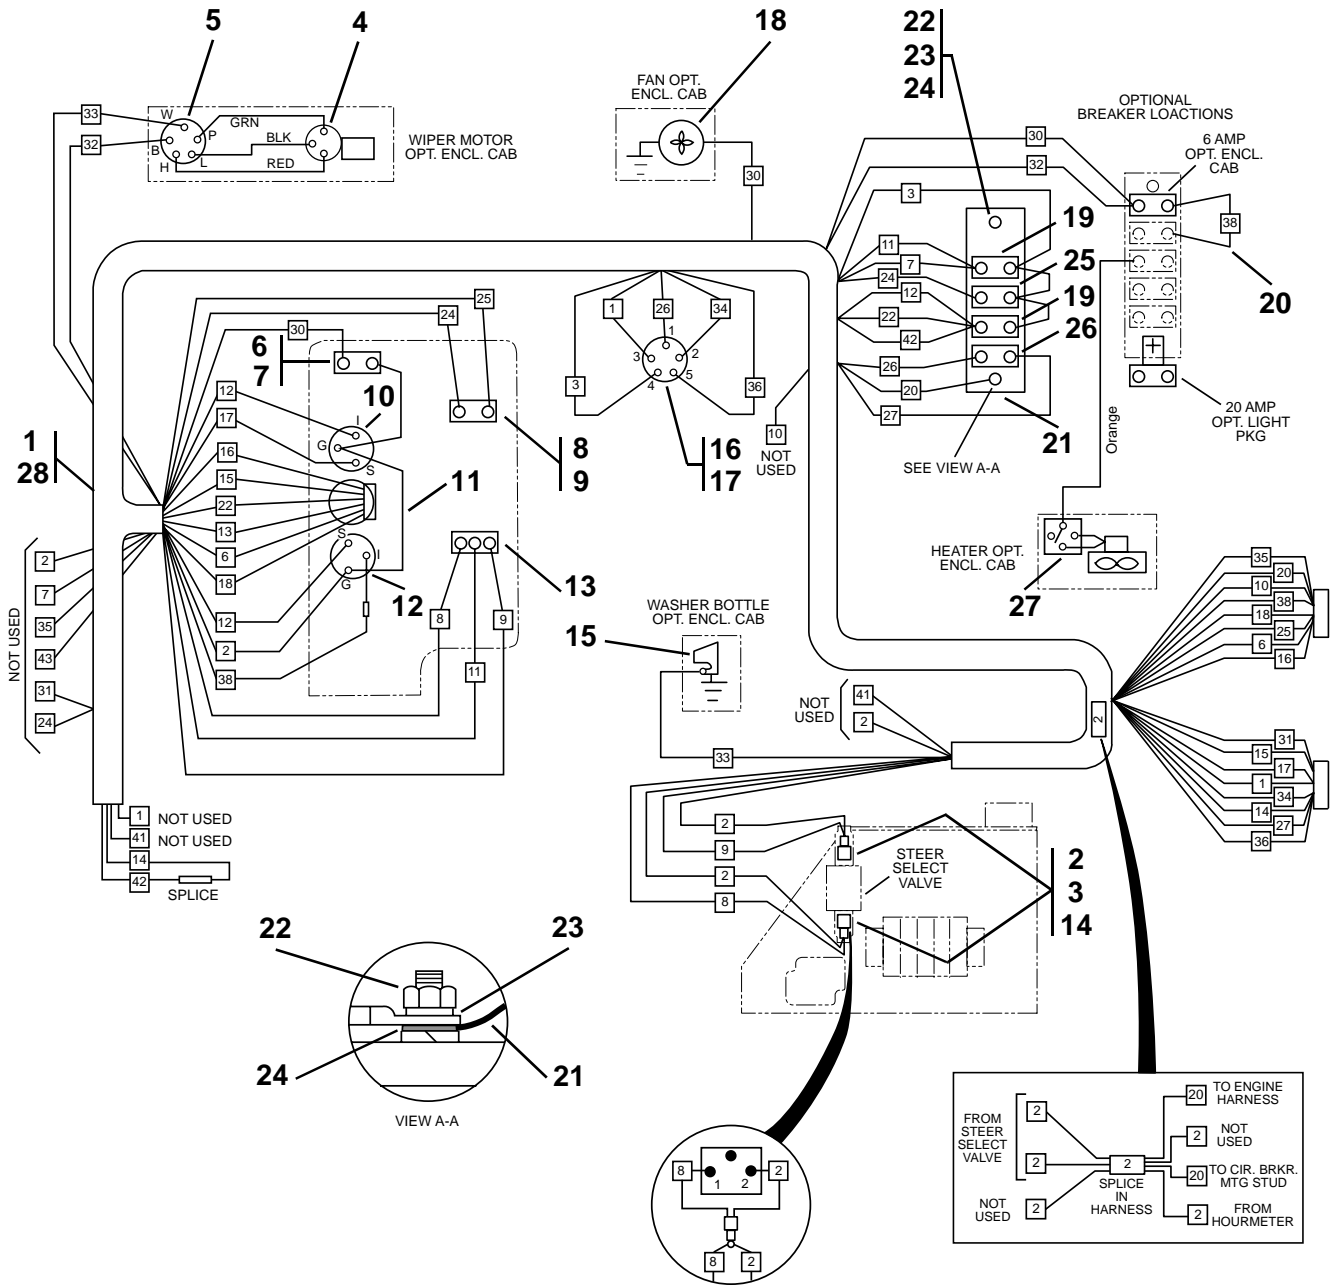 5
4
18
22
23
24
FAN OPT.
ENCL. CAB
OPTIONAL
BREAKER LOACTIONS
6 AMP
OPT. ENCL.
CAB
33
W
GRN
P
BLK
32
B
H
L
RED
WIPER MOTOR
OPT. ENCL. CAB
30
30
32
3
19
38
11
7
25
24
12
19
20
22
42
26
26
20
27
21
SEE VIEW A-A
Orange
20 AMP
OPT. LIGHT
PKG
25
24
30
6
7
12
I
10
17
G
S
16
15
11
22
13
S
6
I
18
G
12
12
2
38
8
9
13
8
9
11
1
26
34
1
3
2
4
5
3
36
16
17
10
NOT
USED
1
28
NOT USED
2
7
35
43
31
24
1
NOT USED
41
NOT USED
14
42
SPLICE
HEATER OPT.
ENCL. CAB
27
WASHER BOTTLE
OPT. ENCL. CAB
15
33
NOT
USED
41
2
2
35
20
10
38
18
25
6
16
31
15
17
1
34
14
27
36
2
9
2
8
STEER
SELECT
VALVE
2
3
14
22
23
24
21
VIEW A-A
8
1
2
2
8
2
FROM
STEER
SELECT
VALVE
2
2
NOT
USED
2
2
SPLICE
IN
HARNESS
20
TO ENGINE
HARNESS
2
NOT
USED
20
TO CIR. BRKR.
MTG STUD
2
FROM
HOURMETER